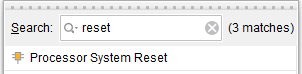 Search: reset (3 matches)
Processor System Reset